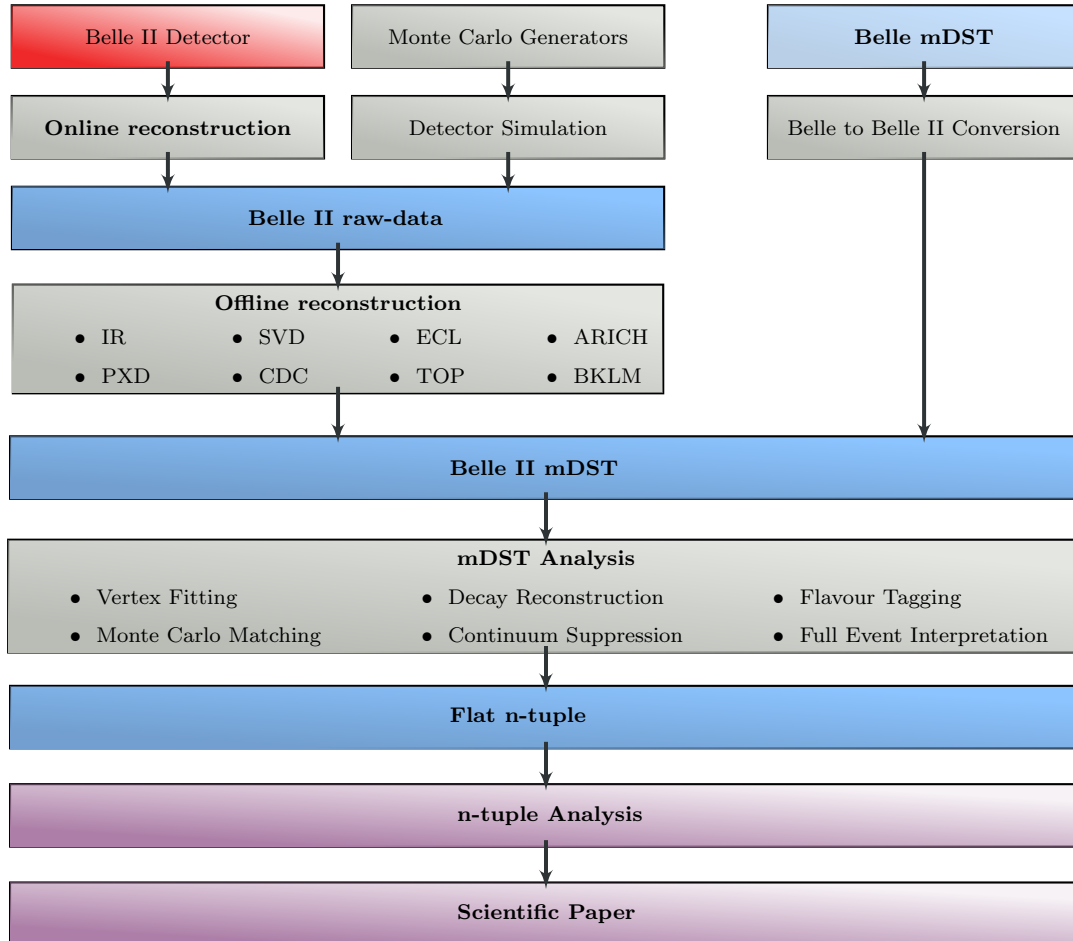 Belle II Detector
Monte Carlo Generators
Belle mDST
Online reconstruction
Detector Simulation
Belle to Belle II Conversion
Belle II raw-data
Offline reconstruction
• IR • SVD • ECL • ARICH
• PXD • CDC • TOP • BKLM
Belle II mDST
mDST Analysis
• Vertex Fitting • Decay Reconstruction • Flavour Tagging
• Monte Carlo Matching • Continuum Suppression • Full Event Interpretation
Flat n-tuple
n-tuple Analysis
Scientific Paper